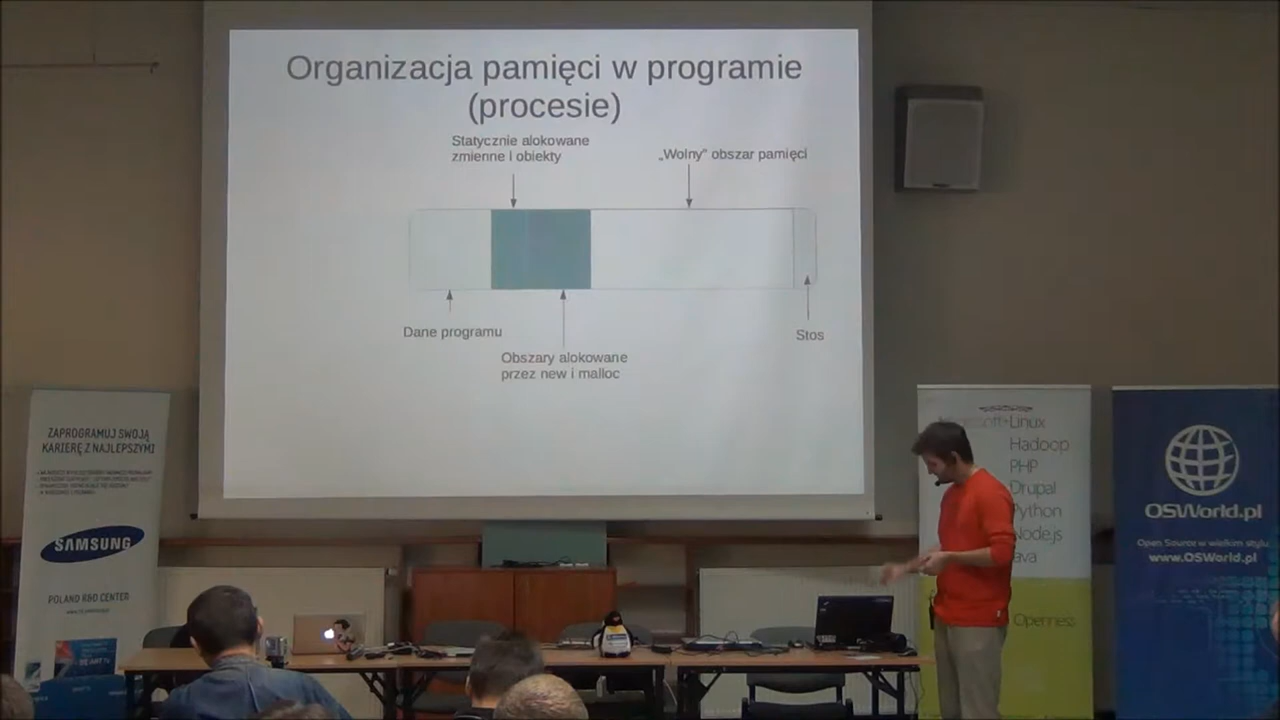 Organizacja pamięci w programie
(procesie)
Statycznie alokowane
zmienne i obiekty
„Wolny" obszar pamięci
Dane programu
Obszary alokowane
przez new i malloc
Stos
ZAPROGRAMUJ SWOJĄ
KARIERĘ Z NAJLEPSZYMI
SAMSUNG
POLAND R&D CENTER
Linux
Hadoop
PHP
Drupal
Python
Node.js
Java
Openness
OSWorld.pl
Open Source w wielkim stylu
www.OSWorld.pl